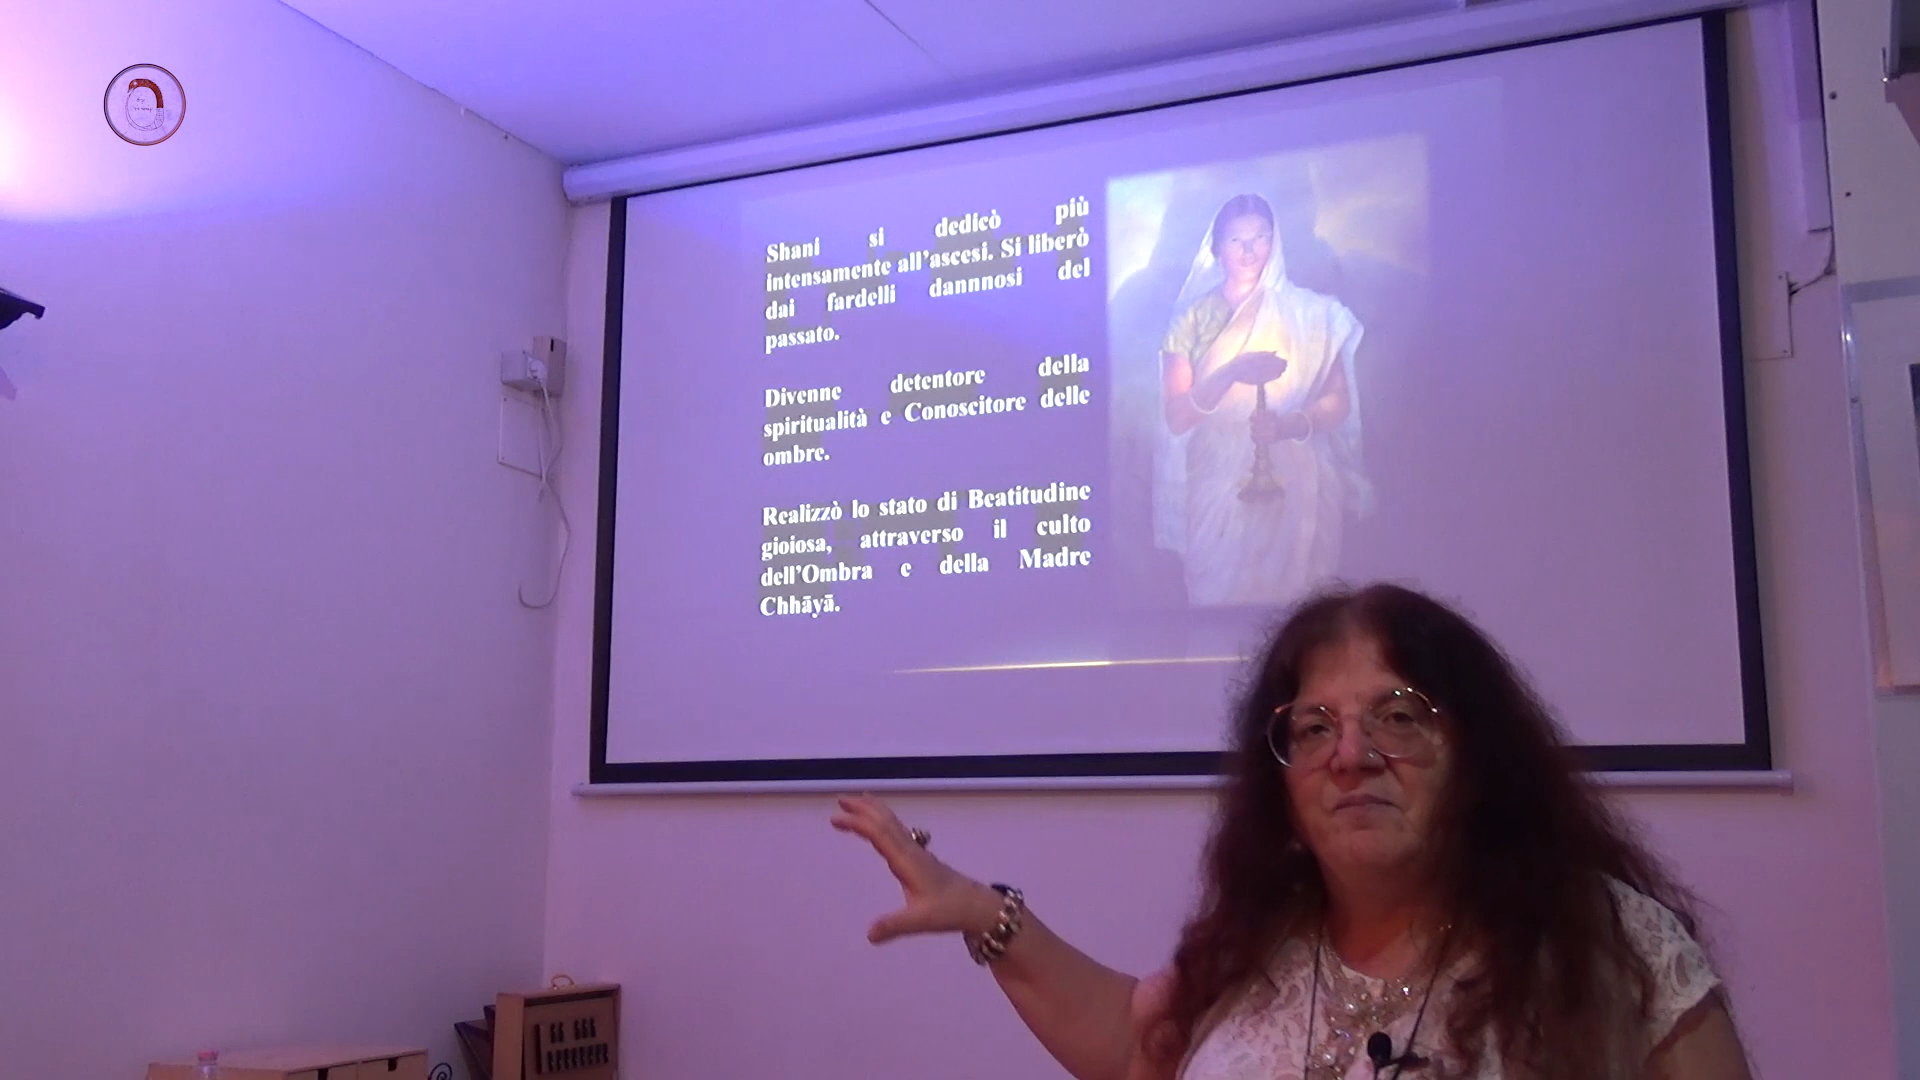 Shani si dedicò più
intensamente all'ascesi. Si liberò
dai fardelli dannnosi del
passato.
Divenne detentore della
spiritualità e Conoscitore delle
ombre.
Realizzò lo stato di Beatitudine
gioiosa, attraverso il culto
dell'Ombra e della Madre
Chhāyā.